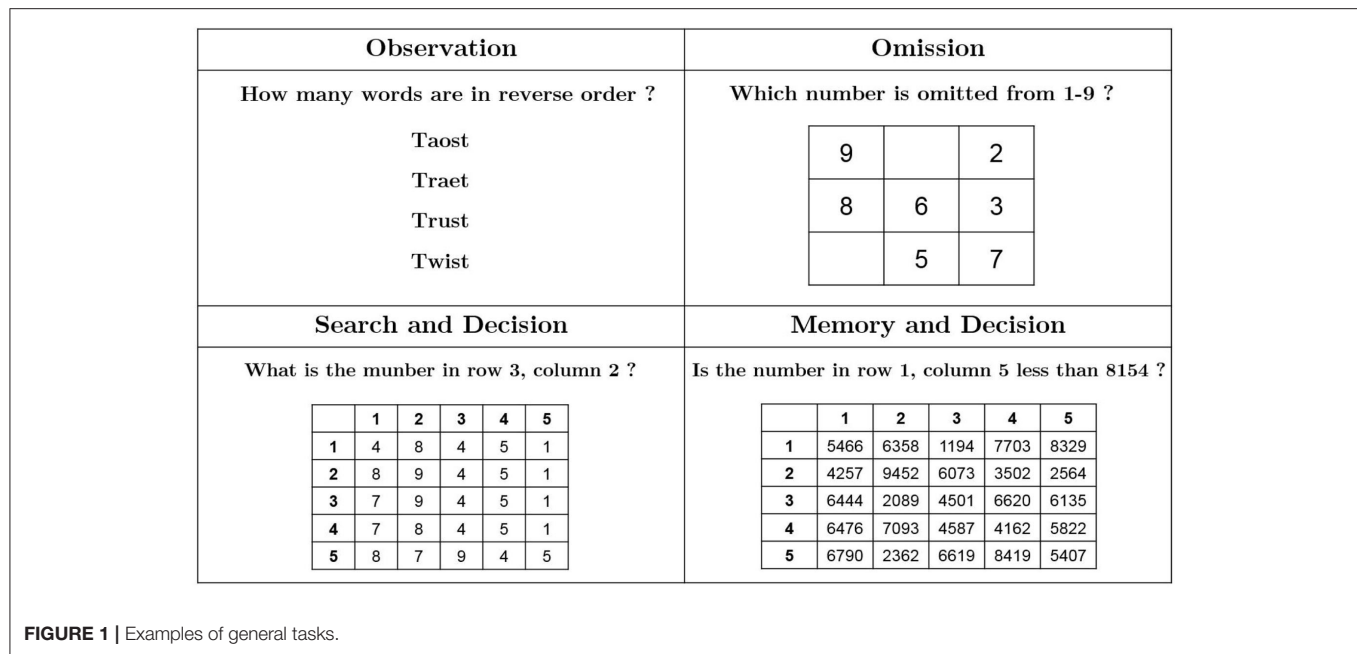 Observation
How many words are in reverse order ?
Taost
Traet
Trust
Twist
Omission
Which number is omitted from 1-9 ?
9 2
8 6 3
5 7
Search and Decision
What is the munber in row 3, column 2 ?
1 2 3 4 5
1 4 8 4 5 1
2 8 9 4 5 1
3 7 9 4 5 1
4 7 8 4 5 1
5 8 7 9 4 5
Memory and Decision
Is the number in row 1, column 5 less than 8154 ?
1 2 3 4 5
1 5466 6358 1194 7703 8329
2 4257 9452 6073 3502 2564
3 6444 2089 4501 6620 6135
4 6476 7093 4587 4162 5822
5 6790 2362 6619 8419 5407
FIGURE 1 | Examples of general tasks.